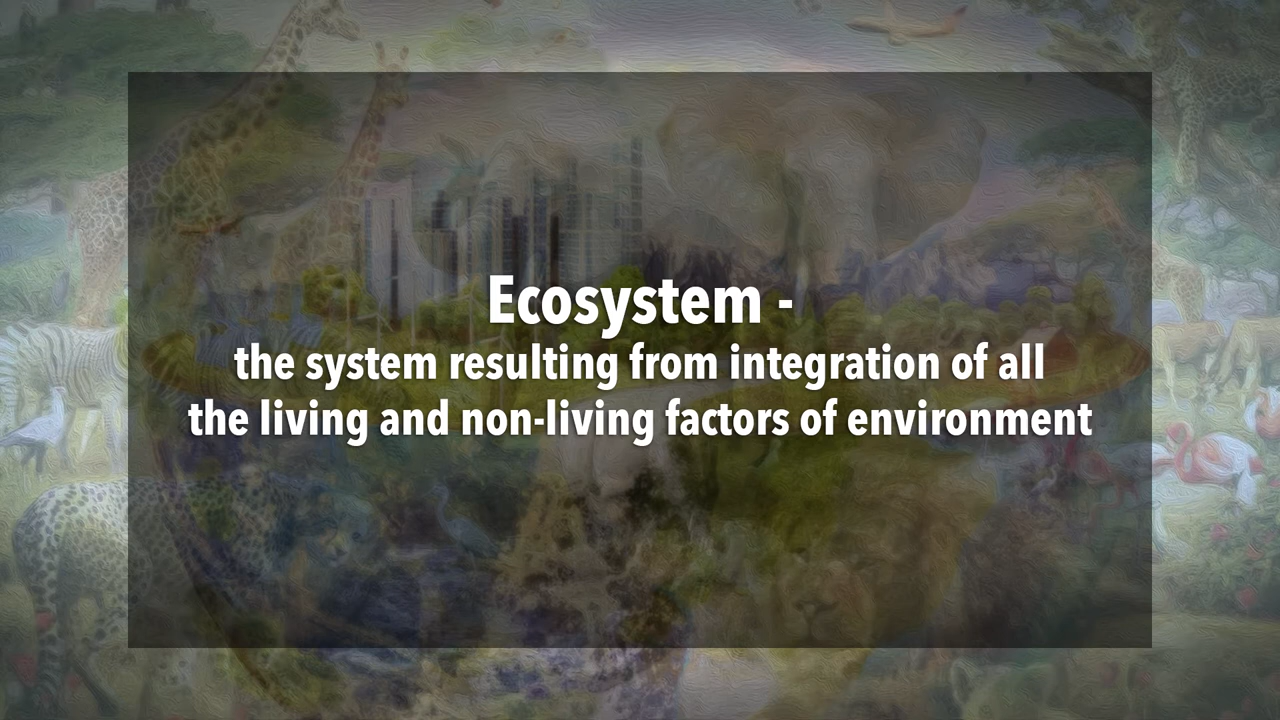 Ecosystem -
the system resulting from integration of all
the living and non-living factors of environment